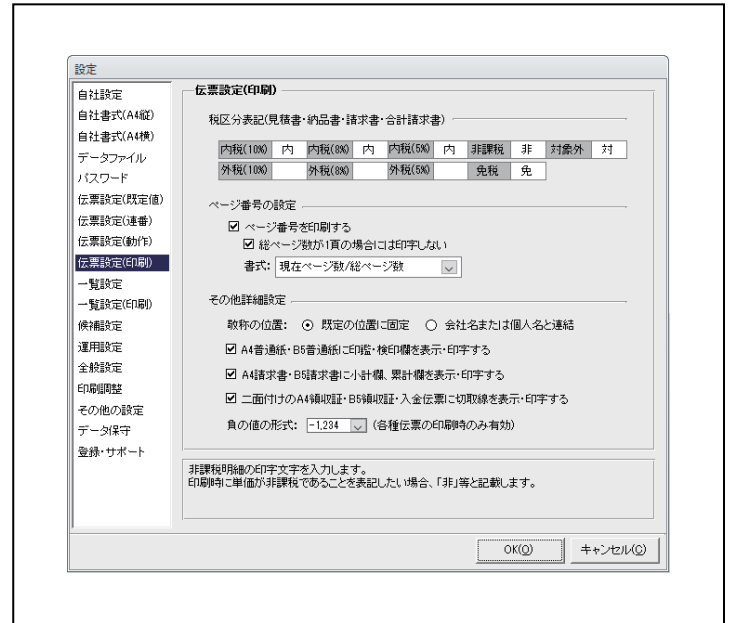 設定
自社設定
自社書式(A4縦)
自社書式(A4横)
データファイル
パスワード
伝票設定(既定値)
伝票設定(連番)
伝票設定(動作)
伝票設定(印刷)
一覧設定
一覧設定(印刷)
候補設定
運用設定
全般設定
印刷調整
その他の設定
データ保守
登録・サポート
伝票設定(印刷)
税区分表記(見積書・納品書・請求書・合計請求書)
内税(10%) 内 内税(8%) 内 内税(5%) 内 非課税 非 対象外 対
外税(10%) 外税(8%) 外税(5%) 免税 免
ページ番号の設定
ページ番号を印刷する
総ページ数が1頁の場合には印字しない
書式: 現在ページ数/総ページ数
その他詳細設定
敬称の位置: 既定の位置に固定 会社名または個人名と連結
A4普通紙・B5普通紙に印鑑・検印欄を表示・印字する
A4請求書・B5請求書に小計欄、累計欄を表示・印字する
二面付けのA4領収証・B5領収証・入金伝票に切取線を表示・印字する
負の値の形式: -1,234 (各種伝票の印刷時のみ有効)
非課税明細の印字文字を入力します。
印刷時に単価が非課税であることを表記したい場合、「非」等と記載します。
OK(O) キャンセル(C)